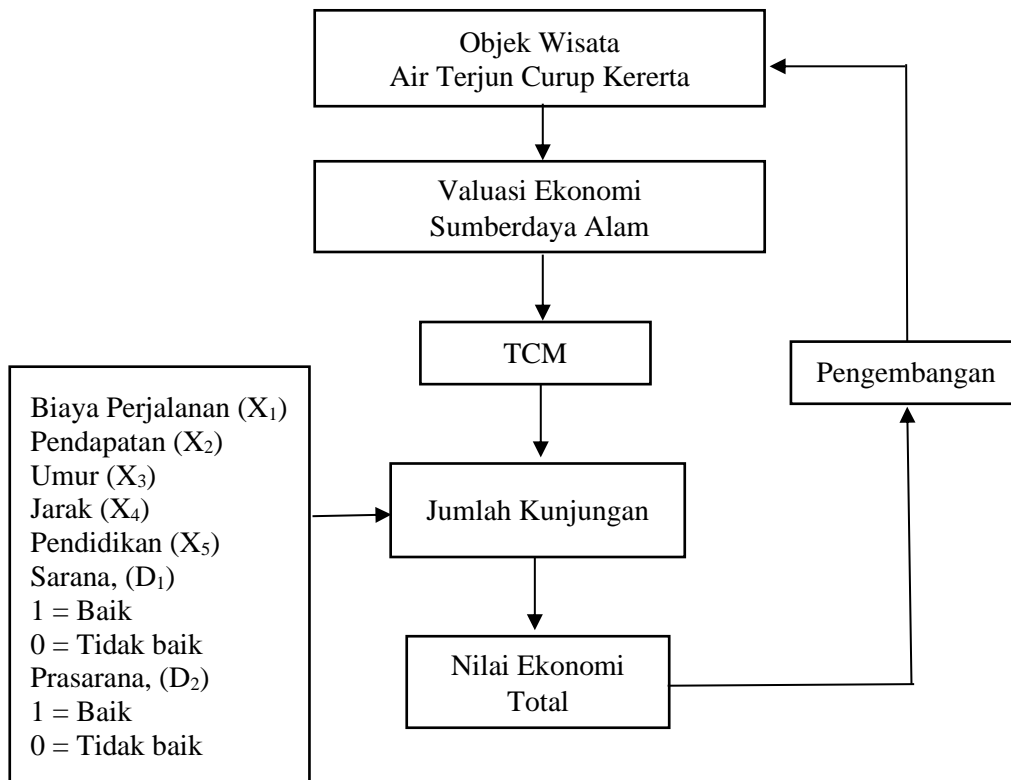 Objek Wisata
Air Terjun Curup Kererta
Valuasi Ekonomi
Sumberdaya Alam
TCM
Pengembangan
Biaya Perjalanan (X₁)
Pendapatan (X₂)
Umur (X₃)
Jarak (X₄)
Pendidikan (X₅)
Sarana, (D₁)
1 = Baik
0 = Tidak baik
Prasarana, (D₂)
1 = Baik
0 = Tidak baik
Jumlah Kunjungan
Nilai Ekonomi
Total